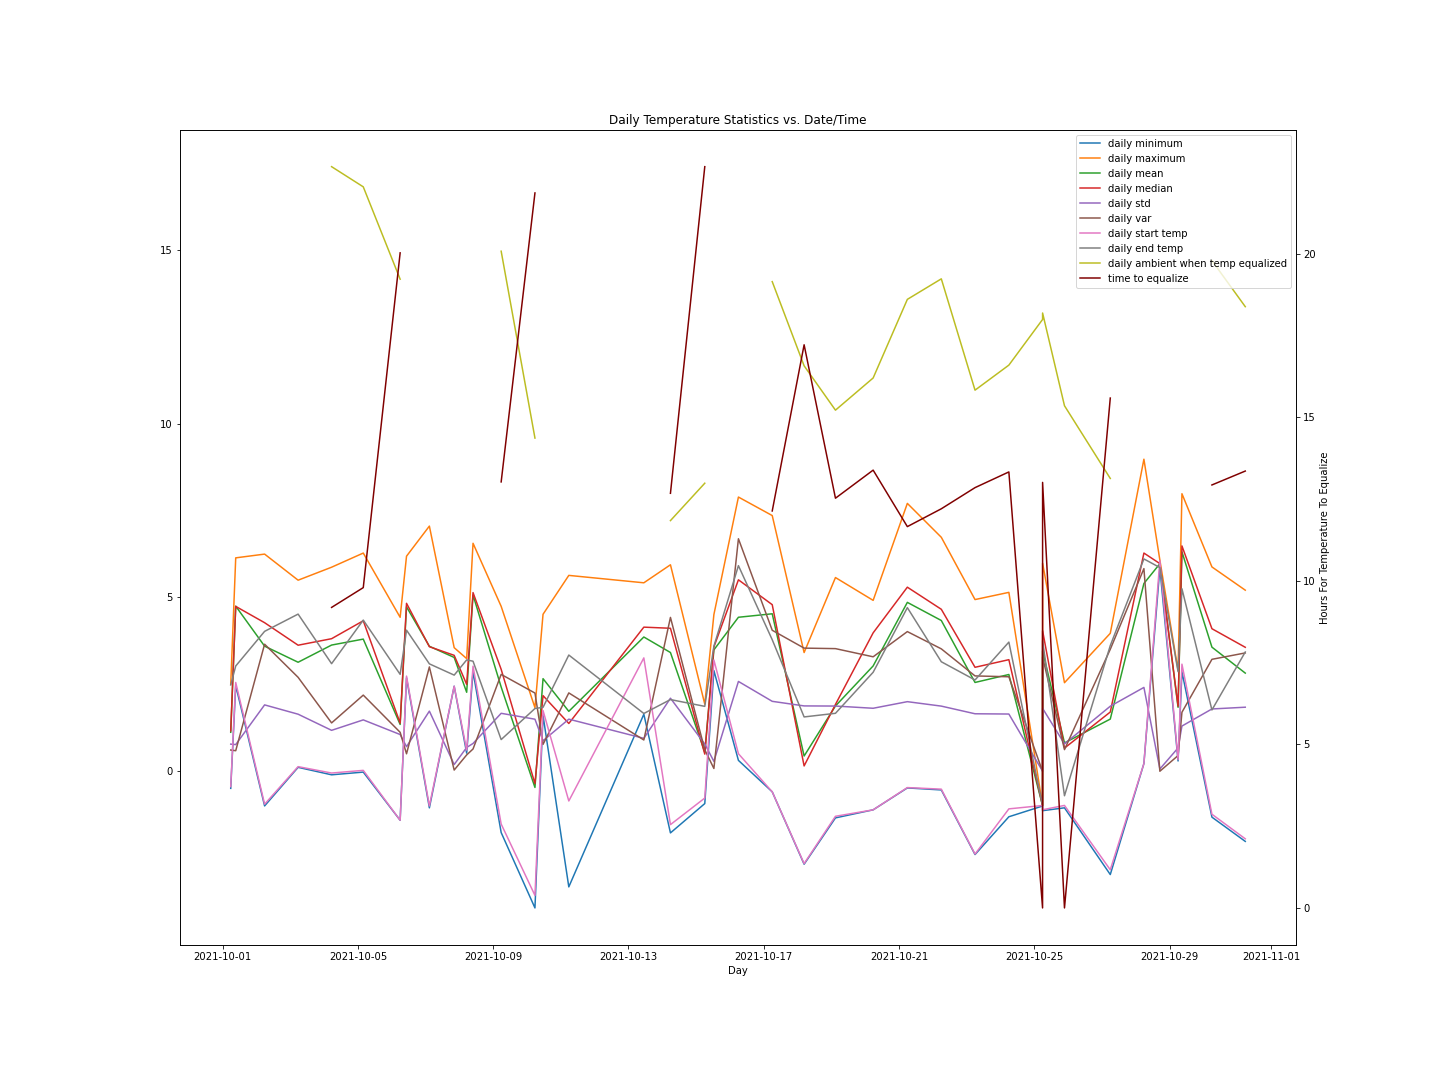 Daily Temperature Statistics vs. Date/Time
daily minimum
daily maximum
daily mean
daily median
daily std
daily var
daily start temp
daily end temp
daily ambient when temp equalized
time to equalize
15
10
5
0
20
15
10
5
0
Hours For Temperature To Equalize
2021-10-01 2021-10-05 2021-10-09 2021-10-13 2021-10-17 2021-10-21 2021-10-25 2021-10-29 2021-11-01
Day